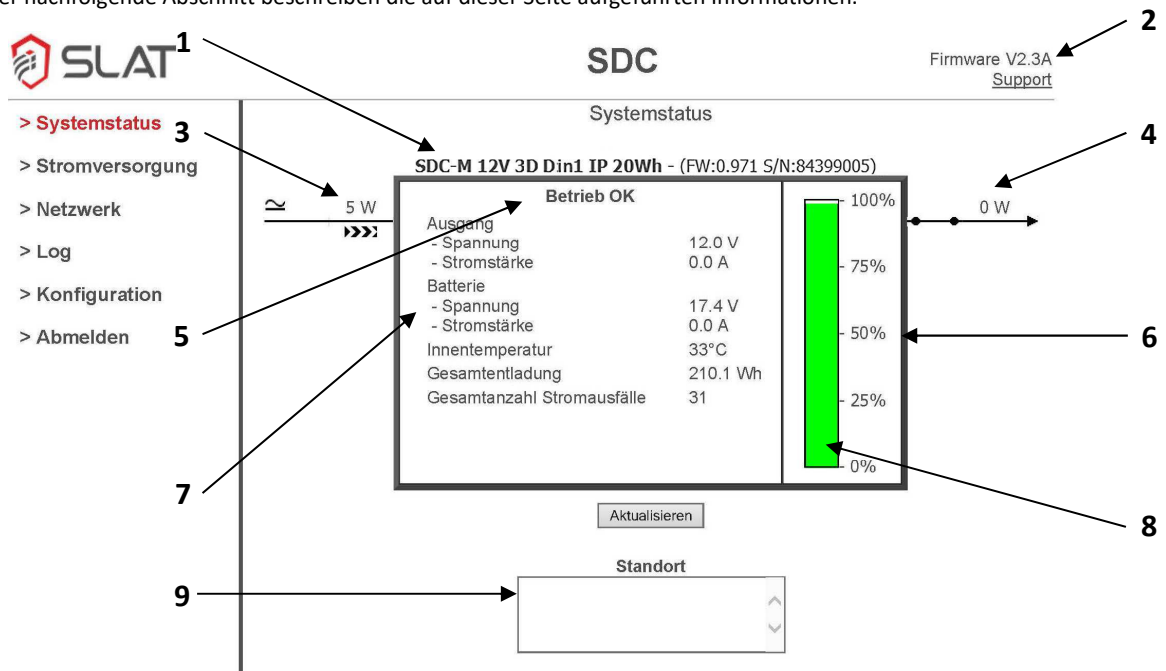 er nachfolgende Abschnitt beschreiben die auf dieser Seite aufgeführten Informationen.
2
1
SLAT
SDC
Firmware V2.3A
Support
Systemstatus
> Systemstatus
3
4
> Stromversorgung
SDC-M 12V 3D Din1 IP 20Wh - (FW:0.971 S/N:84399005)
Betrieb OK
100%
> Netzwerk
5 W
0 W
Ausgang
- Spannung 12.0 V
> Log
- Stromstärke 0.0 A
75%
Batterie
> Konfiguration
- Spannung 17.4 V
- Stromstärke 0.0 A
> Abmelden
5
50%
6
Innentemperatur 33°C
Gesamtentladung 210.1 Wh
Gesamtanzahl Stromausfälle 31
25%
0%
7
Aktualisieren
8
Standort
9